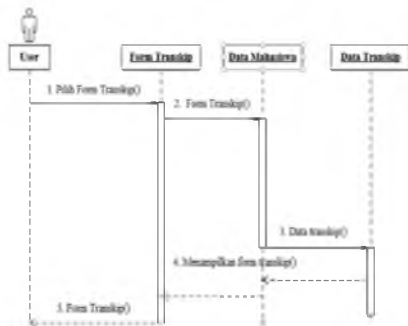 User
Form Transkip
Data Mahasiswa
Data Transkip
1. Pilih Form Transkip()
2. Form Transkip()
3. Data transkip()
4. Menampilkan form transkip()
5. Form Transkip()